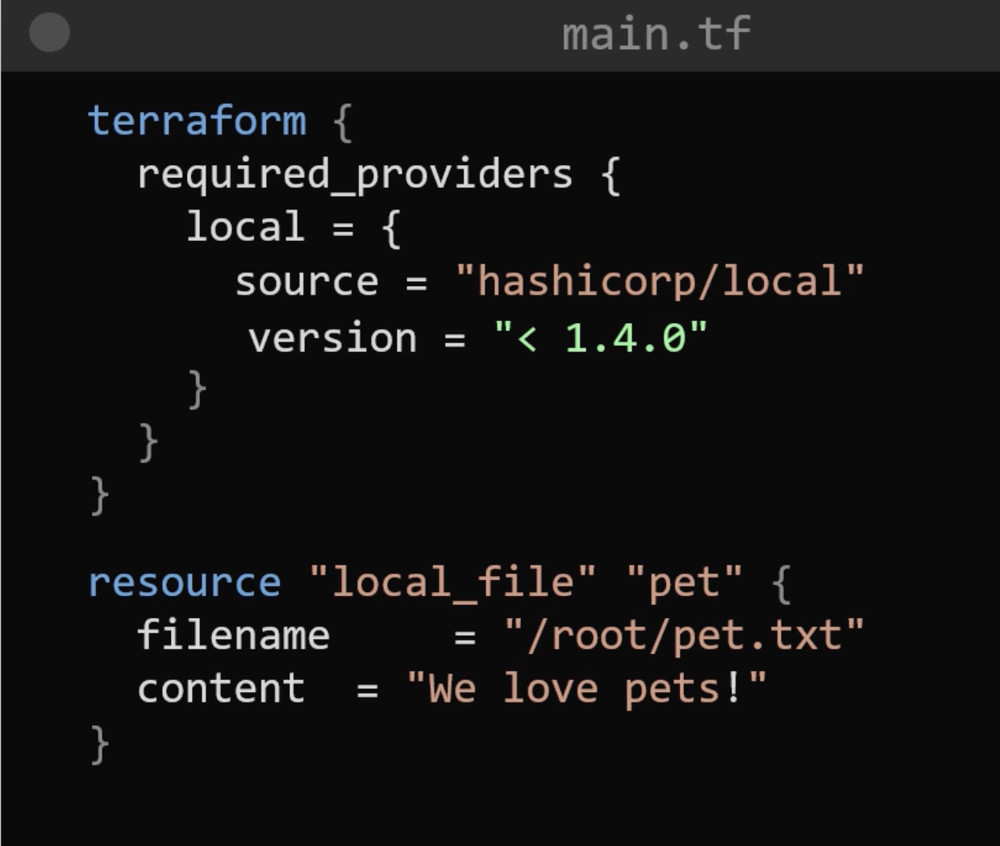 main.tf
terraform {
required_providers {
local = {
source = "hashicorp/local"
version = "< 1.4.0"
}
}
}
resource "local_file" "pet" {
filename = "/root/pet.txt"
content = "We love pets!"
}